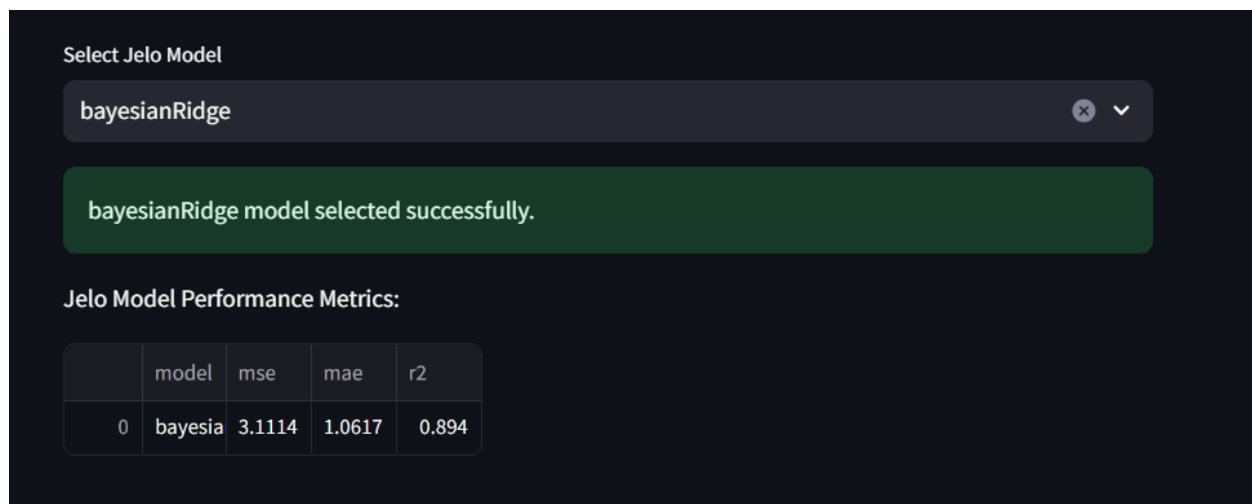 Select Jelo Model
bayesianRidge
bayesianRidge model selected successfully.
Jelo Model Performance Metrics:
model mse mae r2
0 bayesia 3.1114 1.0617 0.894